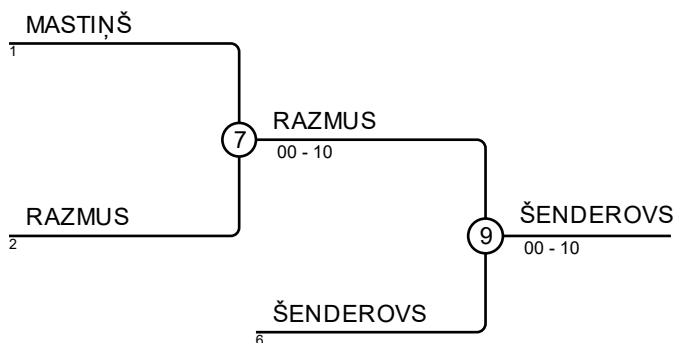 MASTIŅŠ
1
7
RAZMUS
00 - 10
RAZMUS
2
9
ŠENDEROVS
00 - 10
ŠENDEROVS
6